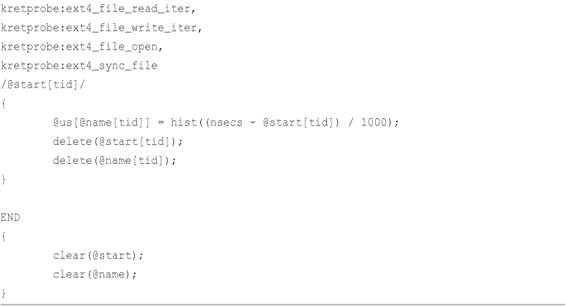 kretprobe:ext4_file_read_iter,
kretprobe:ext4_file_write_iter,
kretprobe:ext4_file_open,
kretprobe:ext4_sync_file
/@start[tid]/
{
        @us[@name[tid]] = hist((nsecs - @start[tid]) / 1000);
        delete(@start[tid]);
        delete(@name[tid]);
}

END
{
        clear(@start);
        clear(@name);
}